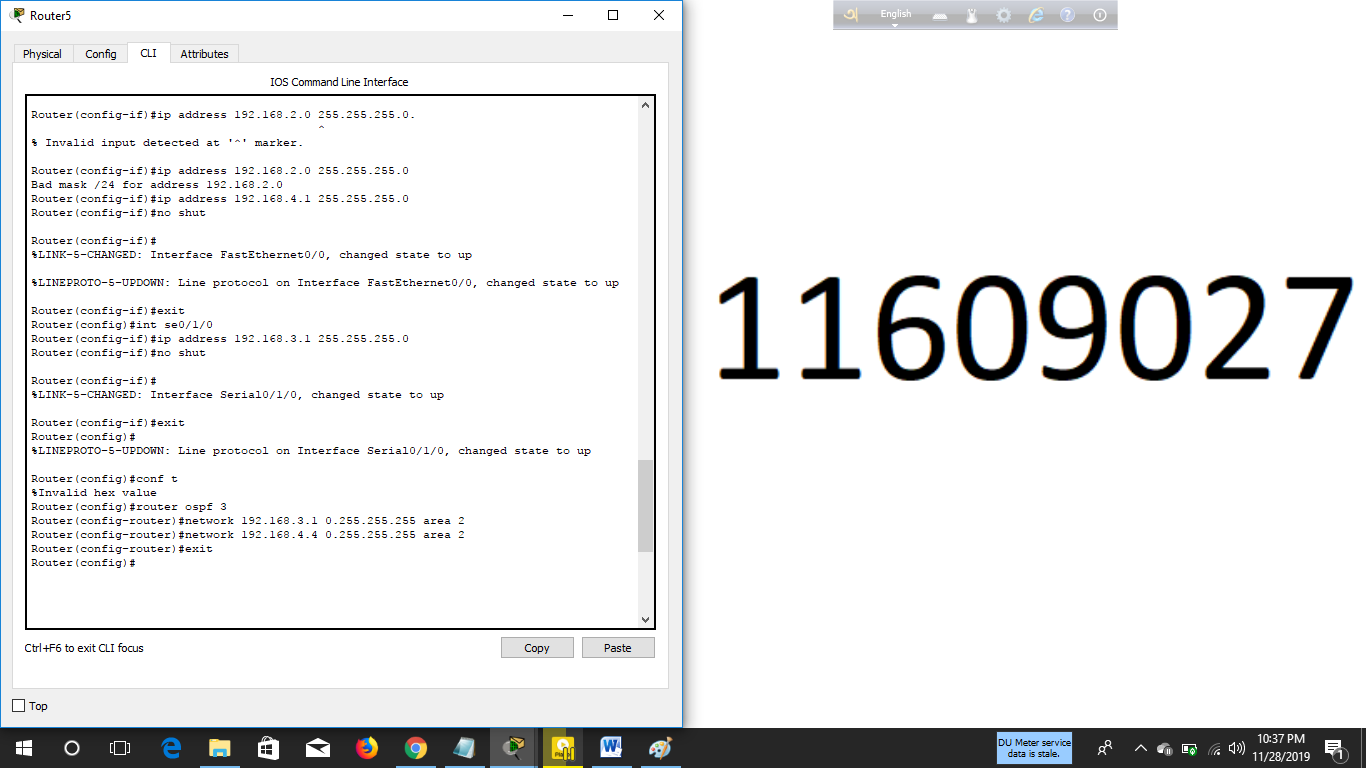 Router5
Physical Config CLI Attributes
IOS Command Line Interface
Router(config-if)#ip address 192.168.2.0 255.255.255.0.
^
% Invalid input detected at '^' marker.
Router(config-if)#ip address 192.168.2.0 255.255.255.0
Bad mask /24 for address 192.168.2.0
Router(config-if)#ip address 192.168.4.1 255.255.255.0
Router(config-if)#no shut
Router(config-if)#
%LINK-5-CHANGED: Interface FastEthernet0/0, changed state to up
%LINEPROTO-5-UPDOWN: Line protocol on Interface FastEthernet0/0, changed state to up
Router(config-if)#exit
Router(config)#int se0/1/0
Router(config-if)#ip address 192.168.3.1 255.255.255.0
Router(config-if)#no shut
Router(config-if)#
%LINK-5-CHANGED: Interface Serial0/1/0, changed state to up
Router(config-if)#exit
Router(config)#
%LINEPROTO-5-UPDOWN: Line protocol on Interface Serial0/1/0, changed state to up
Router(config)#conf t
%Invalid hex value
Router(config)#router ospf 3
Router(config-router)#network 192.168.3.1 0.255.255.255 area 2
Router(config-router)#network 192.168.4.4 0.255.255.255 area 2
Router(config-router)#exit
Router(config)#
Ctrl+F6 to exit CLI focus
Copy Paste
Top
English
11609027
DU Meter service
data is stale.
10:37 PM
11/28/2019
1